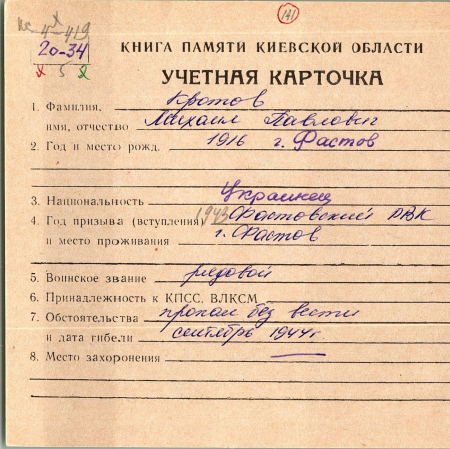 141
20-34
КНИГА ПАМЯТИ КИЕВСКОЙ ОБЛАСТИ
УЧЕТНАЯ КАРТОЧКА
1. Фамилия, Кротов
имя, отчество Михаил Павлович
2. Год и место рожд. 1916 г. Фастов
3. Национальность Украинец
4. Год призыва (вступления) 1943 Фастовский РВК
и место проживания г. Фастов
5. Воинское звание рядовой
6. Принадлежность к КПСС, ВЛКСМ
7. Обстоятельства пропал без вести
и дата гибели сентябрь 1944г
8. Место захоронения —